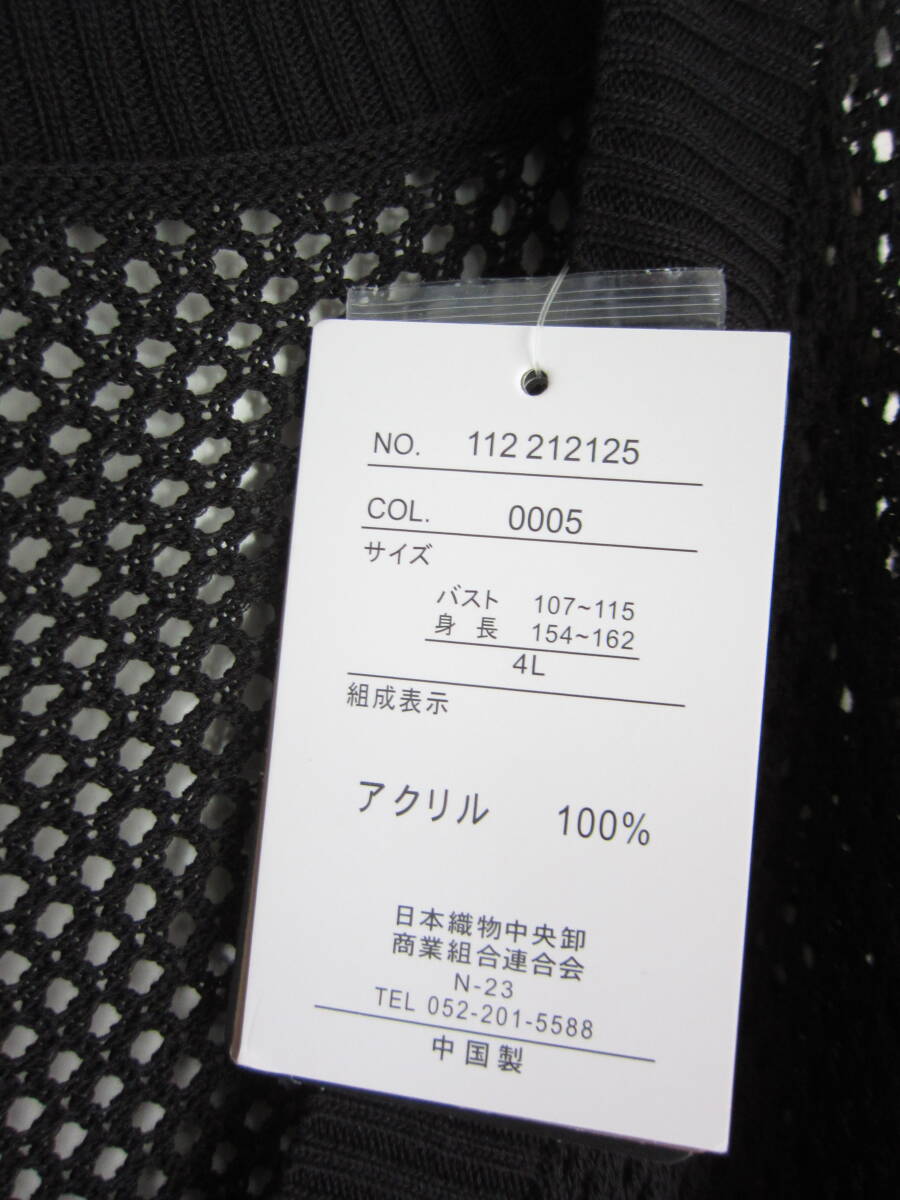 NO. 112 212125
COL. 0005
サイズ
バスト 107~115
身長 154~162
4L
組成表示
アクリル 100%
日本織物中央卸
商業組合連合会
N-23
TEL 052-201-5588
中国製